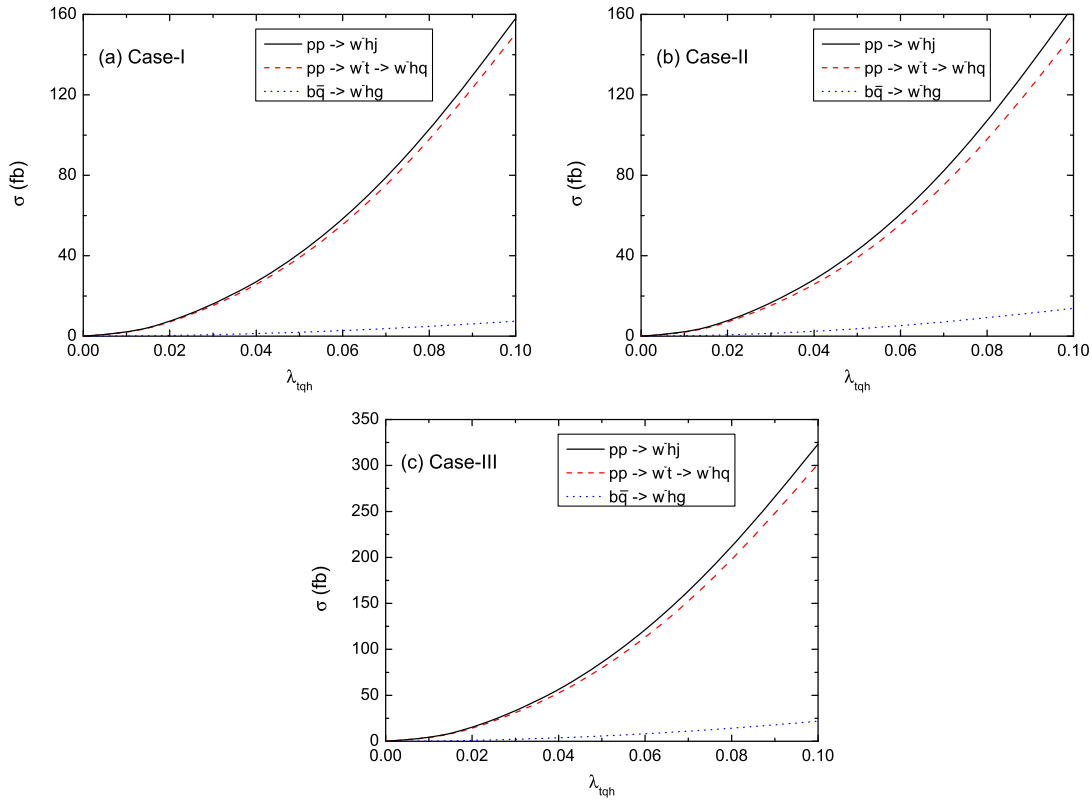 (a) Case-I
pp -> w⁻hj
pp -> w⁻t -> w⁻hq
bq̄ -> w⁻hg
160
120
80
40
0
σ (fb)
0.00 0.02 0.04 0.06 0.08 0.10
λtqh
(b) Case-II
pp -> w⁻hj
pp -> w⁻t -> w⁻hq
bq̄ -> w⁻hg
160
120
80
40
0
σ (fb)
0.00 0.02 0.04 0.06 0.08 0.10
λtqh
(c) Case-III
pp -> w⁻hj
pp -> w⁻t -> w⁻hq
bq̄ -> w⁻hg
350
300
250
200
150
100
50
0
σ (fb)
0.00 0.02 0.04 0.06 0.08 0.10
λtqh